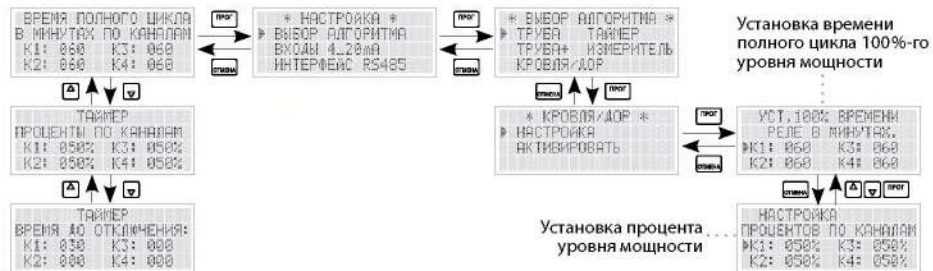 ВРЕМЯ ПОЛНОГО ЦИКЛА
В МИНУТАХ ПО КАНАЛАМ
К1: 060 К3: 060
К2: 060 К4: 060
ПРОГ
ОТМЕНА
* НАСТРОЙКА *
ВЫБОР АЛГОРИТМА
ВХОДЫ 4_20mA
ИНТЕРФЕЙС RS485
ПРОГ
ОТМЕНА
* ВЫБОР АЛГОРИТМА *
ТРУБА ТАЙМЕР
ТРУБА+ ИЗМЕРИТЕЛЬ
КРОВЛЯ/ДОР
Установка времени
полного цикла 100%-го
уровня мощности
ТАЙМЕР
ПРОЦЕНТЫ ПО КАНАЛАМ
К1: 050% К3: 050%
К2: 050% К4: 050%
ОТМЕНА
ПРОГ
* КРОВЛЯ/ДОР *
НАСТРОЙКА
АКТИВИРОВАТЬ
ПРОГ
ОТМЕНА
УСТ.100% ВРЕМЕНИ
РЕЛЕ В МИНУТАХ.
К1: 060 К3: 060
К2: 060 К4: 060
ТАЙМЕР
ВРЕМЯ ДО ОТКЛЮЧЕНИЯ:
К1: 030 К3: 000
К2: 000 К4: 000
ОТМЕНА
ПРОГ
Установка процента
уровня мощности
НАСТРОЙКА
ПРОЦЕНТОВ ПО КАНАЛАМ
К1: 050% К3: 050%
К2: 050% К4: 050%